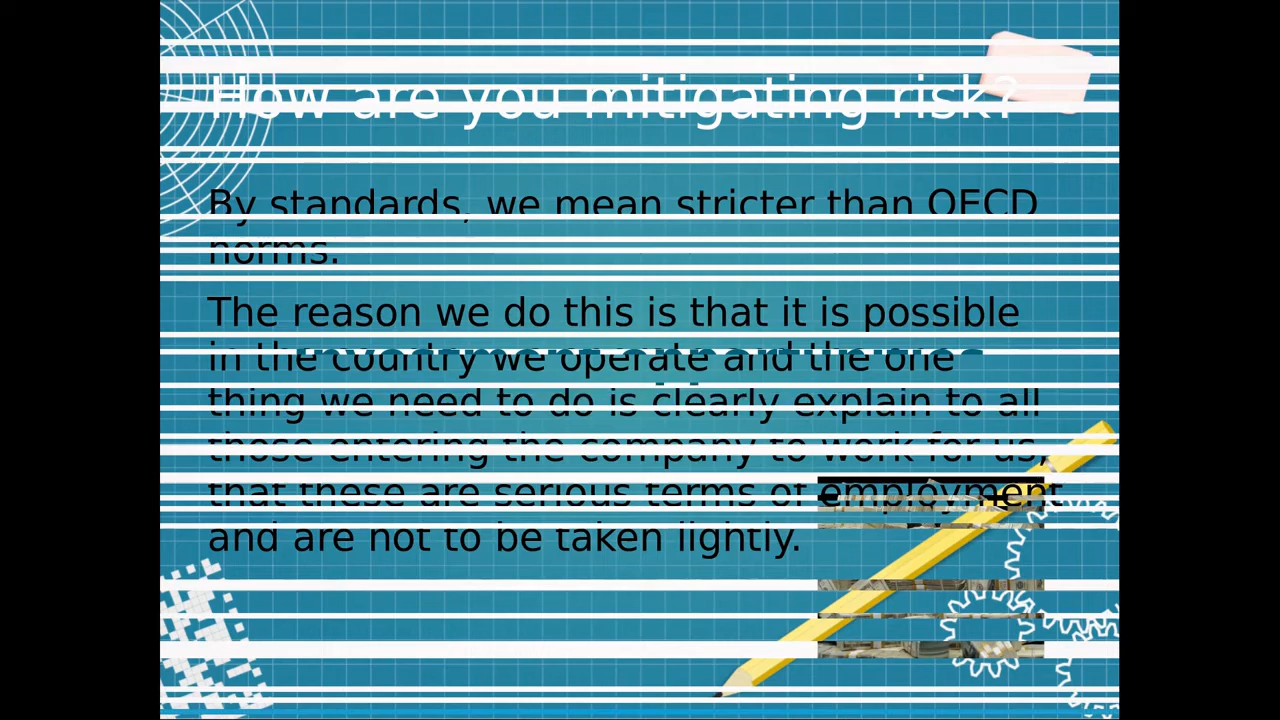 How are you mitigating risk?
By standards, we mean stricter than OECD
norms.
The reason we do this is that it is possible
in the country we operate and the one
thing we need to do is clearly explain to all
those entering the company to work for us,
that these are serious terms of employment
and are not to be taken lightly.